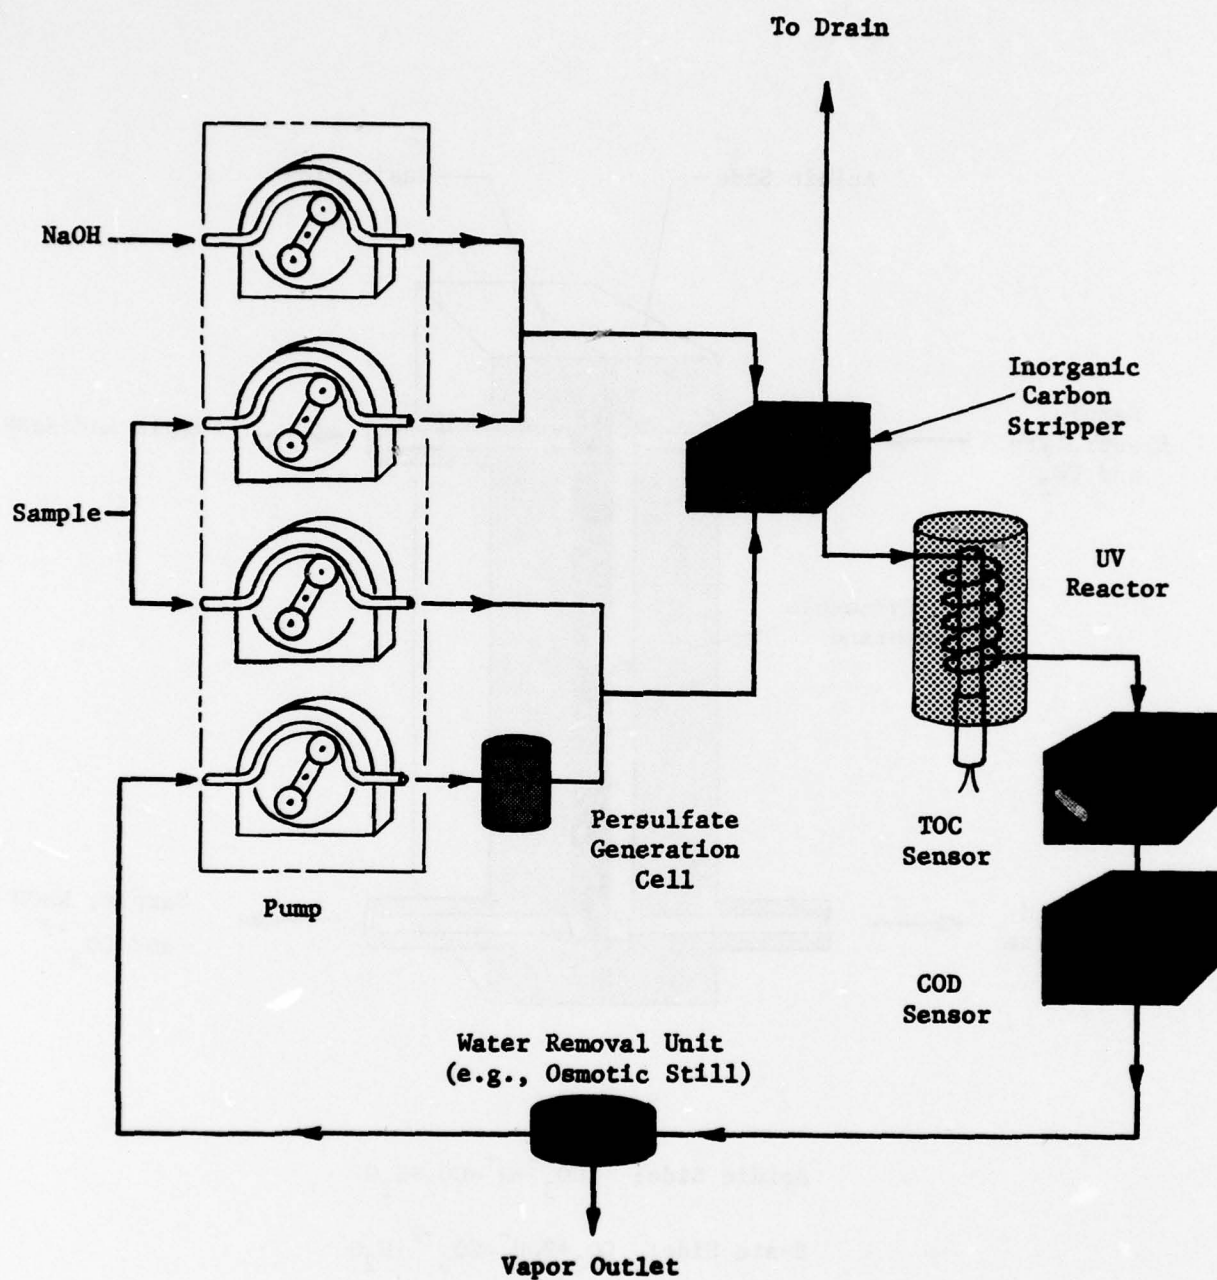 To Drain
NaOH
Inorganic
Carbon
Stripper
Sample
UV
Reactor
Persulfate
Generation
Cell
TOC
Sensor
Pump
COD
Sensor
Water Removal Unit
(e.g., Osmotic Still)
Vapor Outlet